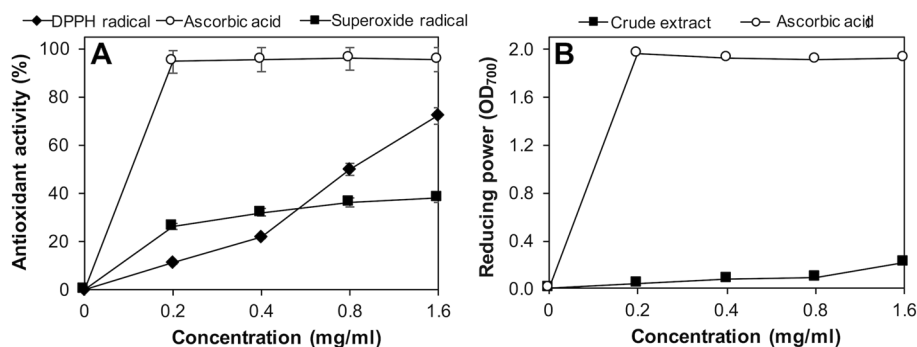 DPPH radical Ascorbic acid Superoxide radical
A
Antioxidant activity (%)
100
80
60
40
20
0
0 0.2 0.4 0.8 1.6
Concentration (mg/ml)
Crude extract Ascorbic acid
B
Reducing power (OD700)
2.0
1.6
1.2
0.8
0.4
0.0
0 0.2 0.4 0.8 1.6
Concentration (mg/ml)